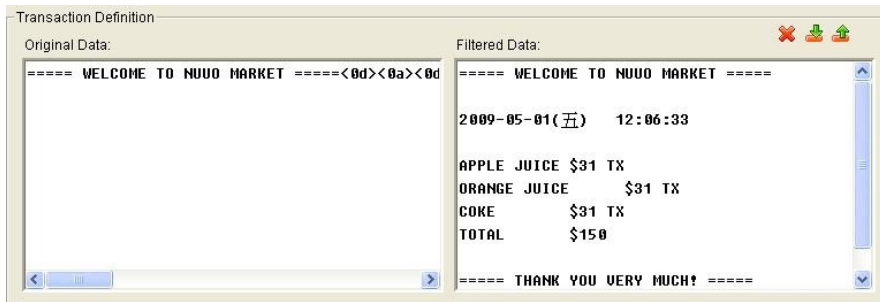 Transaction Definition
Original Data:
===== WELCOME TO NUUO MARKET =====<0d><0a><0d
Filtered Data:
===== WELCOME TO NUUO MARKET =====
2009-05-01(五) 12:06:33
APPLE JUICE $31 TX
ORANGE JUICE $31 TX
COKE $31 TX
TOTAL $150
===== THANK YOU VERY MUCH! =====